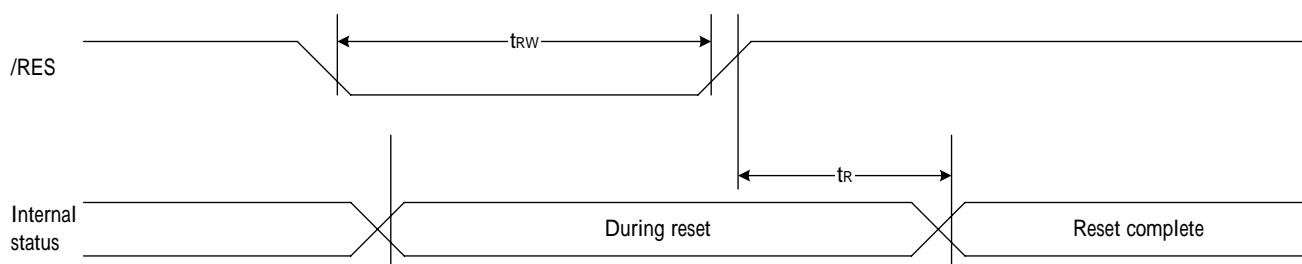 tRW
/RES
tR
Internal
status
During reset
Reset complete